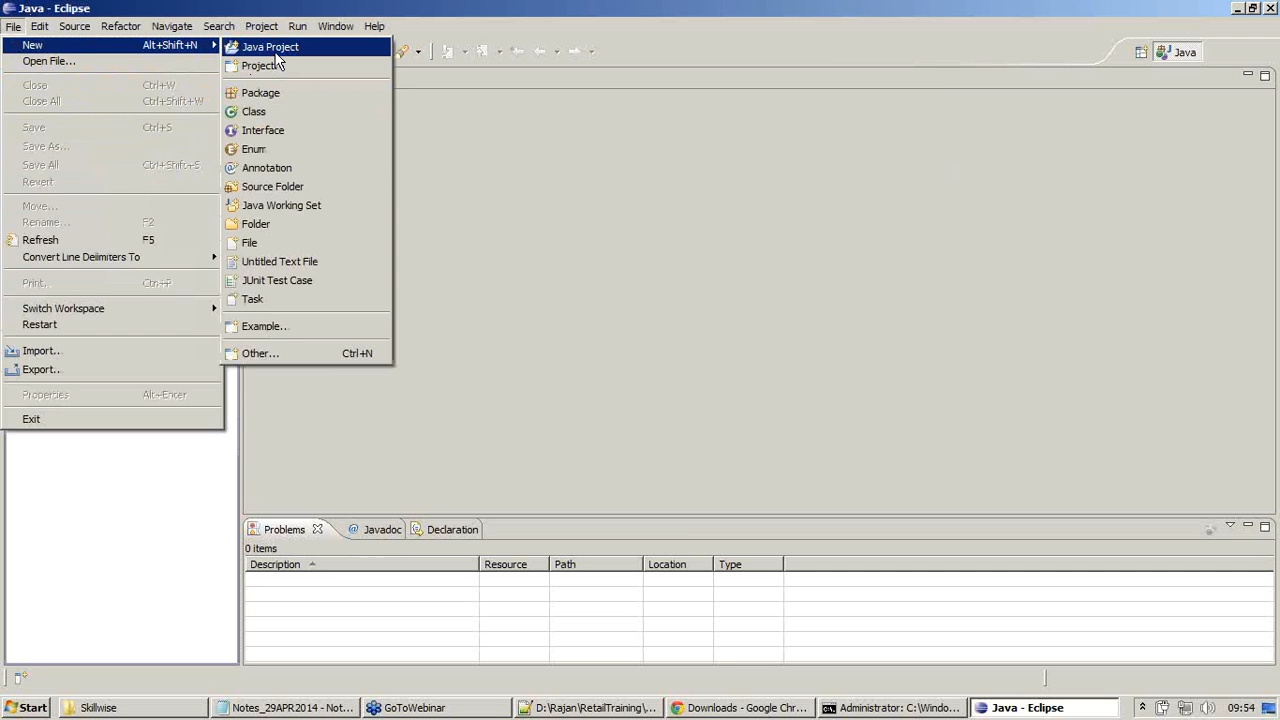 Java - Eclipse
File Edit Source Refactor Navigate Search Project Run Window Help
New Alt+Shift+N
Open File...
Close Ctrl+W
Close All Ctrl+Shift+W
Save Ctrl+S
Save As...
Save All Ctrl+Shift+S
Revert
Move...
Rename... F2
Refresh F5
Convert Line Delimiters To
Print... Ctrl+P
Switch Workspace
Restart
Import...
Export...
Properties Alt+Enter
Exit
Java Project
Project...
Package
Class
Interface
Enum
Annotation
Source Folder
Java Working Set
Folder
File
Untitled Text File
JUnit Test Case
Task
Example...
Other... Ctrl+N
Java
Problems Javadoc Declaration
0 items
Description Resource Path Location Type
Start Skillwise Notes_29APR2014 - Not... GoToWebinar D:\Rajan\RetailTraining\... Downloads - Google Chr... Administrator: C:\Windo... Java - Eclipse 09:54